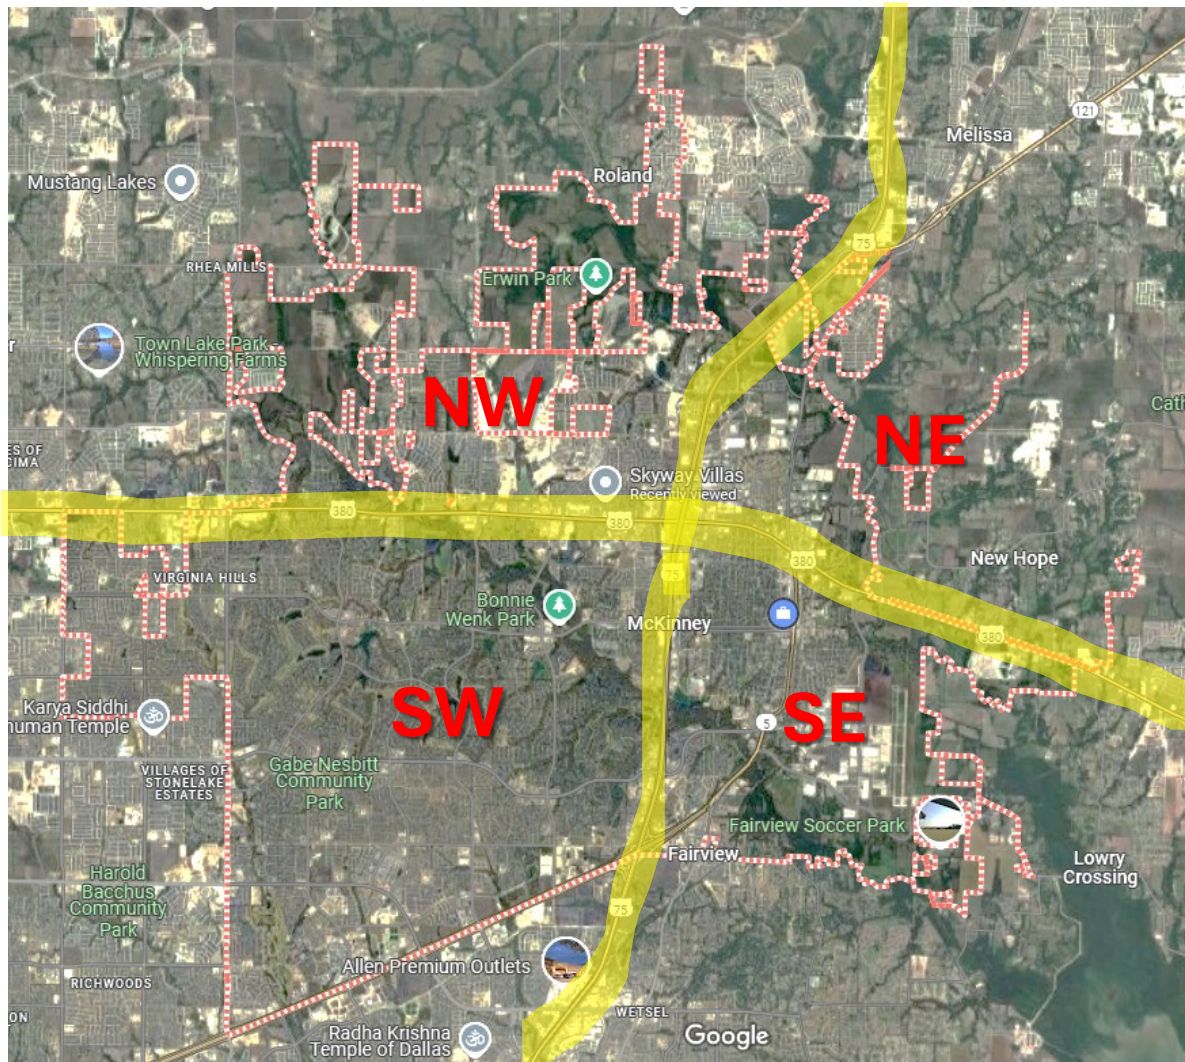 121
Melissa
Roland
Mustang Lakes
75
RHEA MILLS
Erwin Park
Town Lake Park -
Whispering Farms
r
NW
Cath
NE
ES OF
CIMA
Skyway Villas
Recently viewed
380
380
380
New Hope
75
VIRGINIA HILLS
Bonnie
Wenk Park
McKinney
380
SW
SE
Karya Siddhi
numan Temple
5
VILLAGES OF
STONELAKE
ESTATES
Gabe Nesbitt
Community
Park
Fairview Soccer Park
Fairview
Lowry
Crossing
Harold
Bacchus
Community
Park
75
Allen Premium Outlets
RICHWOODS
ON
WETSEL
Radha Krishna
Temple of Dallas
Google